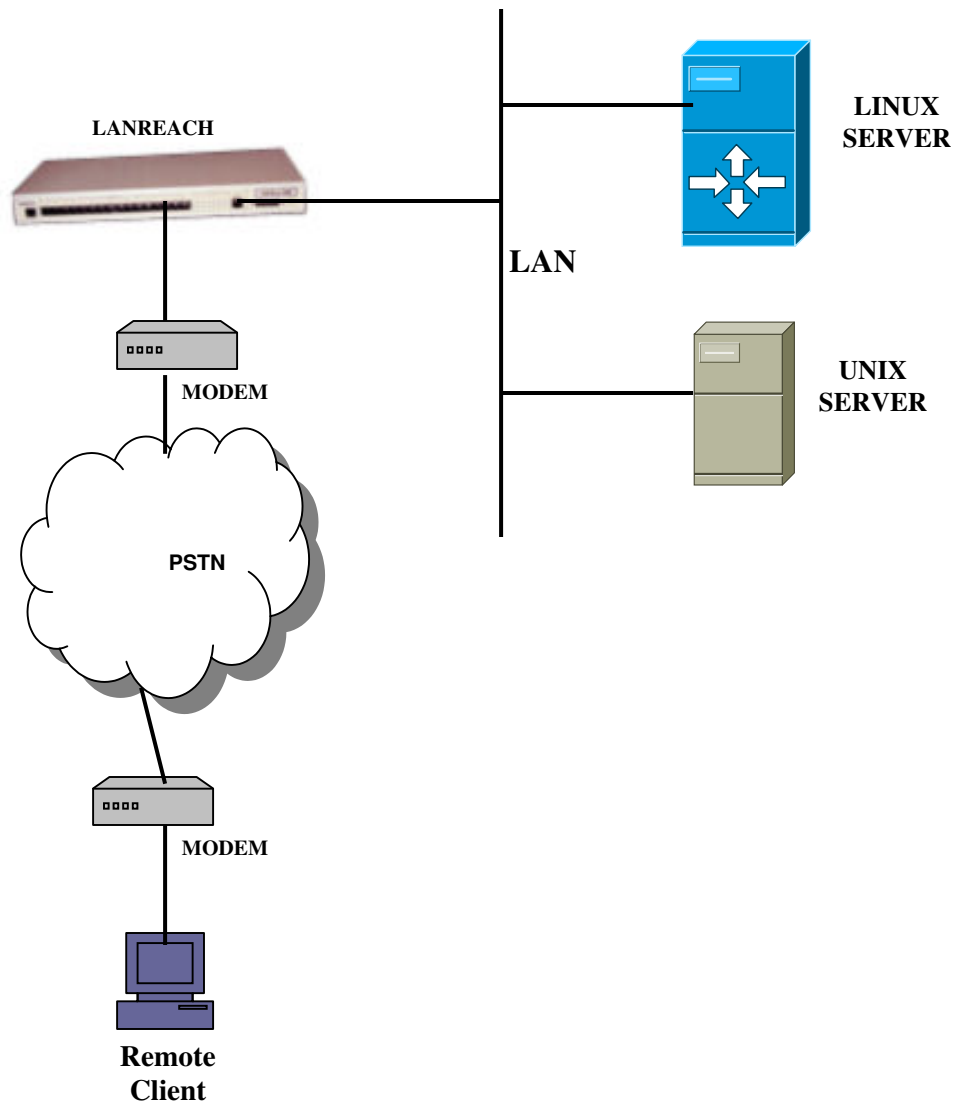 LANREACH
LINUX
SERVER
LAN
MODEM
UNIX
SERVER
PSTN
MODEM
Remote
Client